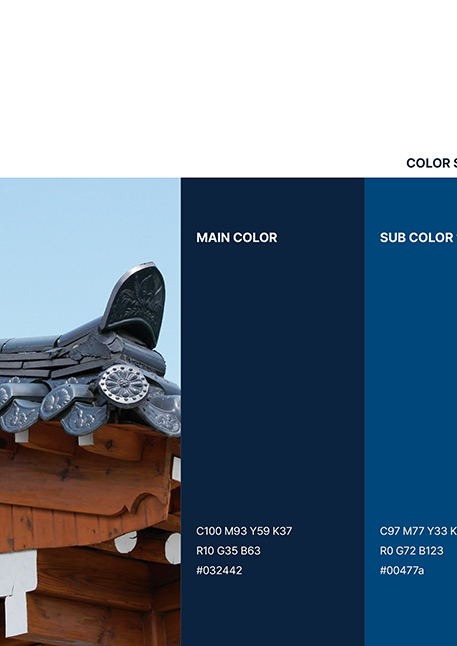 COLOR
MAIN COLOR
SUB COLOR
C100 M93 Y59 K37
R10 G35 B63
#032442
C97 M77 Y33
R0 G72 B123
#00477a